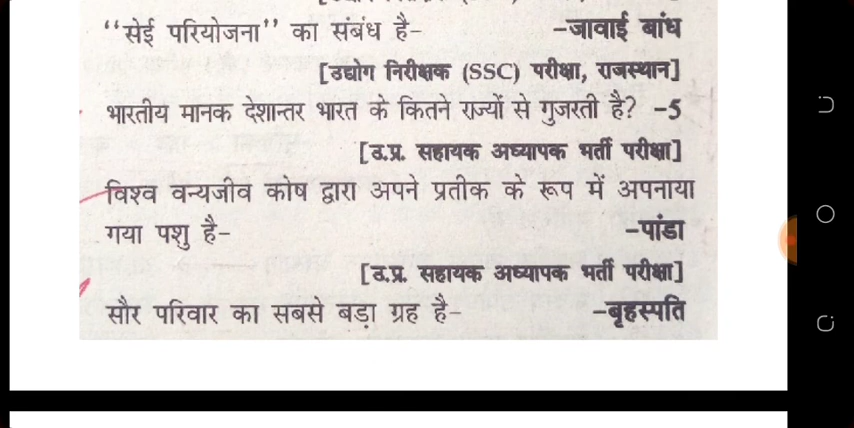 ‘‘सेई परियोजना’’ का संबंध है- -जावाई बांध
[उद्योग निरीक्षक (SSC) परीक्षा, राजस्थान]
भारतीय मानक देशान्तर भारत के कितने राज्यों से गुजरती है? -5
[उ.प्र. सहायक अध्यापक भर्ती परीक्षा]
विश्व वन्यजीव कोष द्वारा अपने प्रतीक के रूप में अपनाया
गया पशु है- -पांडा
[उ.प्र. सहायक अध्यापक भर्ती परीक्षा]
सौर परिवार का सबसे बड़ा ग्रह है- -बृहस्पति